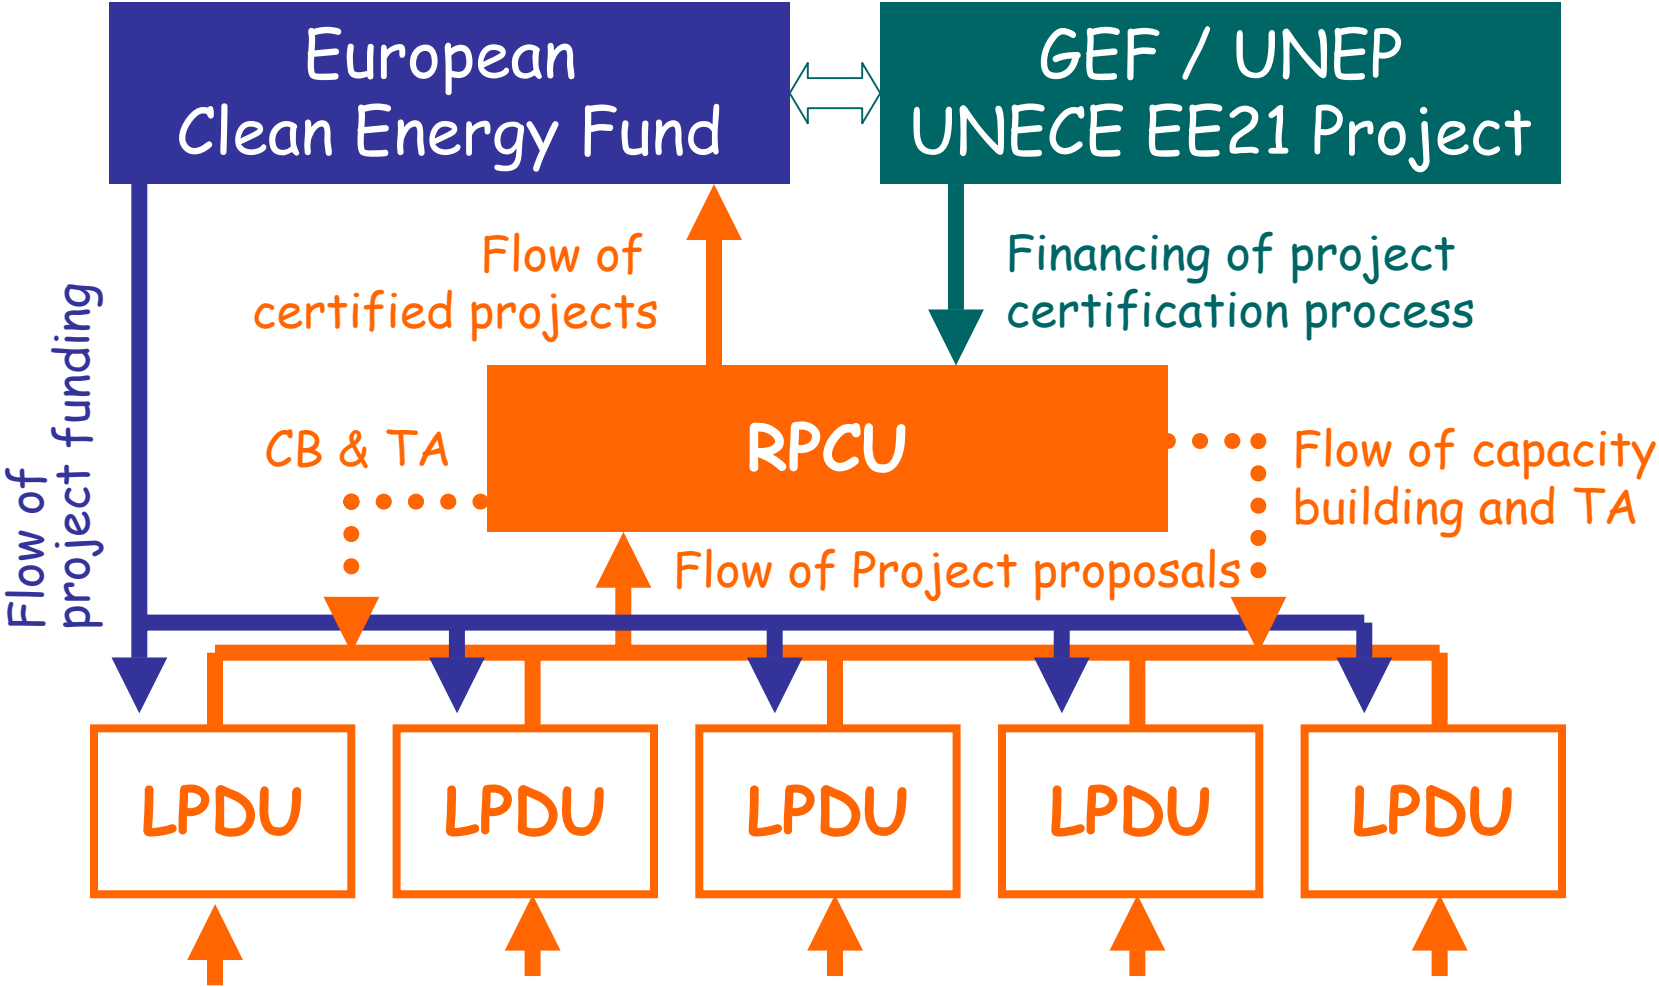 European
Clean Energy Fund
GEF / UNEP
UNECE EE21 Project
Flow of
certified projects
Financing of project
certification process
Flow of
project funding
RPCU
CB & TA
Flow of capacity
building and TA
Flow of Project proposals
LPDU
LPDU
LPDU
LPDU
LPDU